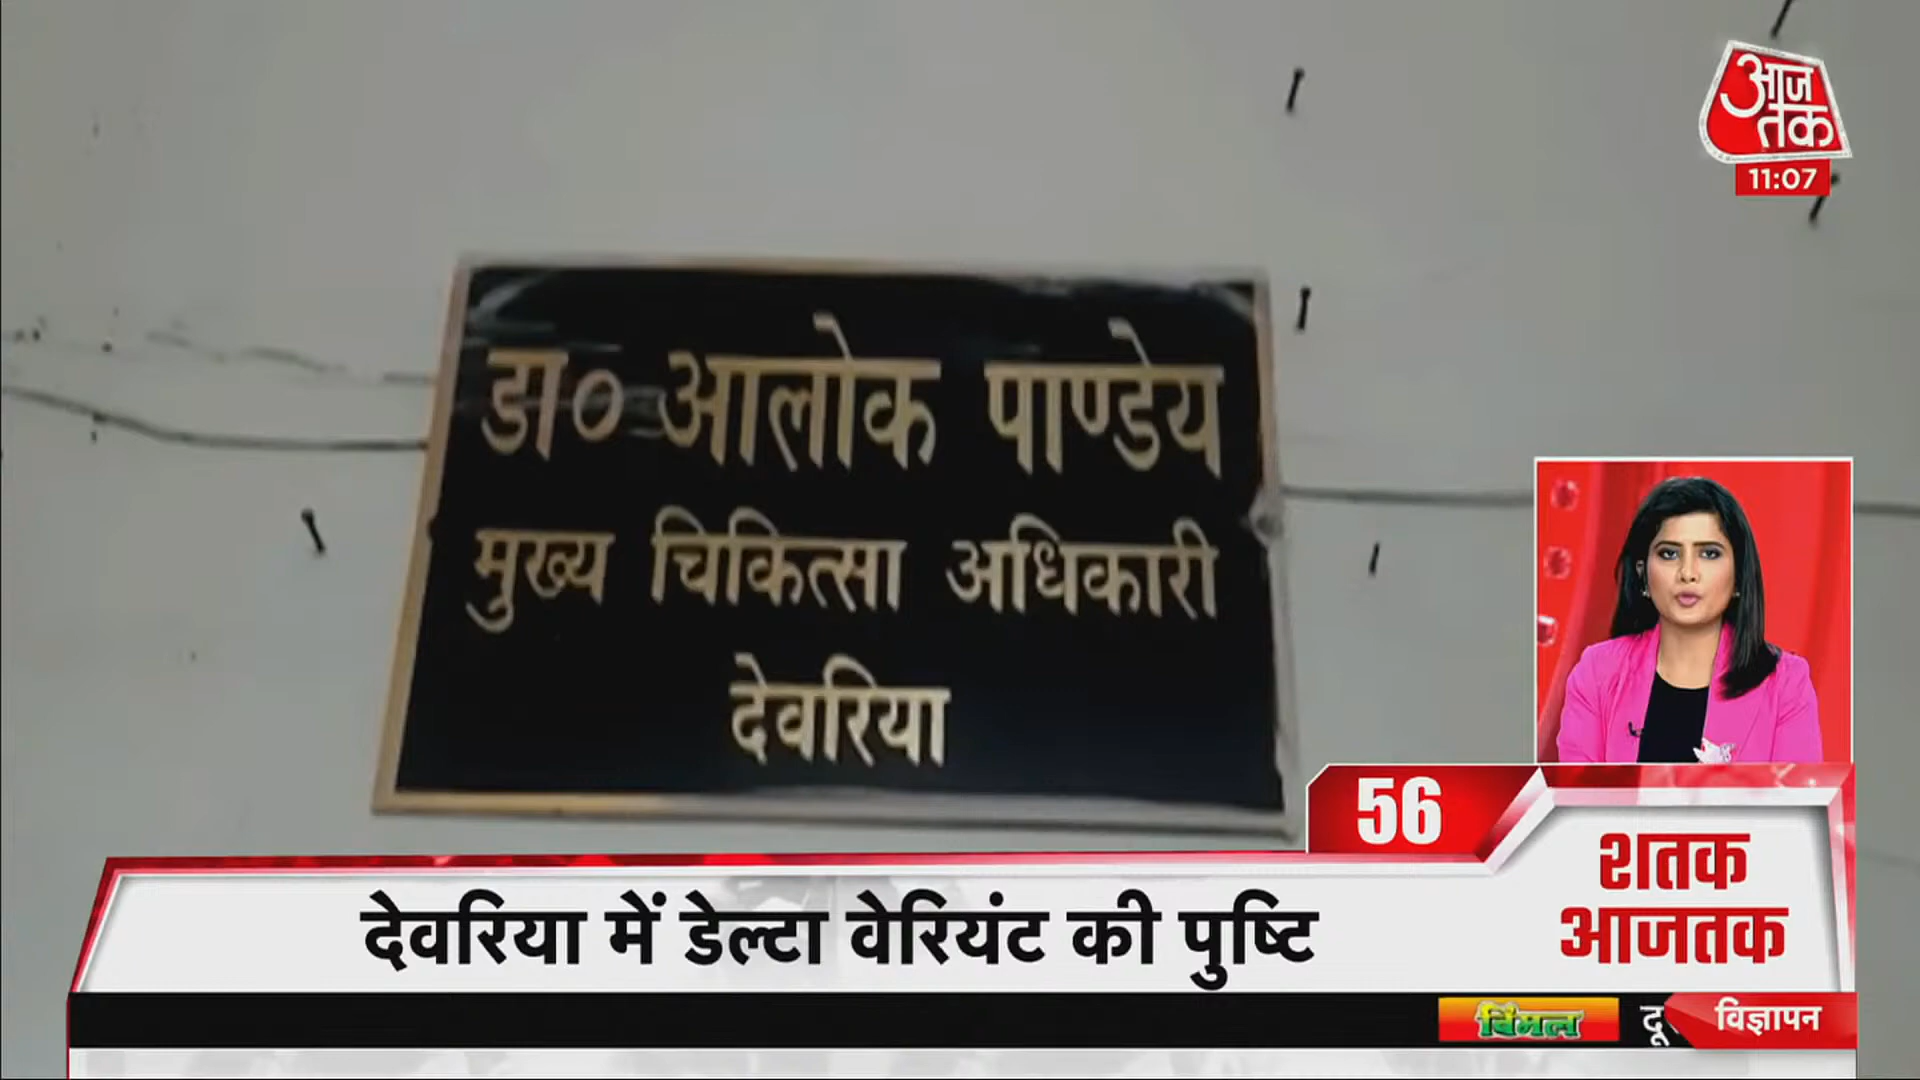 आज
तक
11:07
डा० आलोक पाण्डेय
मुख्य चिकित्सा अधिकारी
देवरिया
56
शतक
आजतक
देवरिया में डेल्टा वेरियंट की पुष्टि
विमल
विज्ञापन